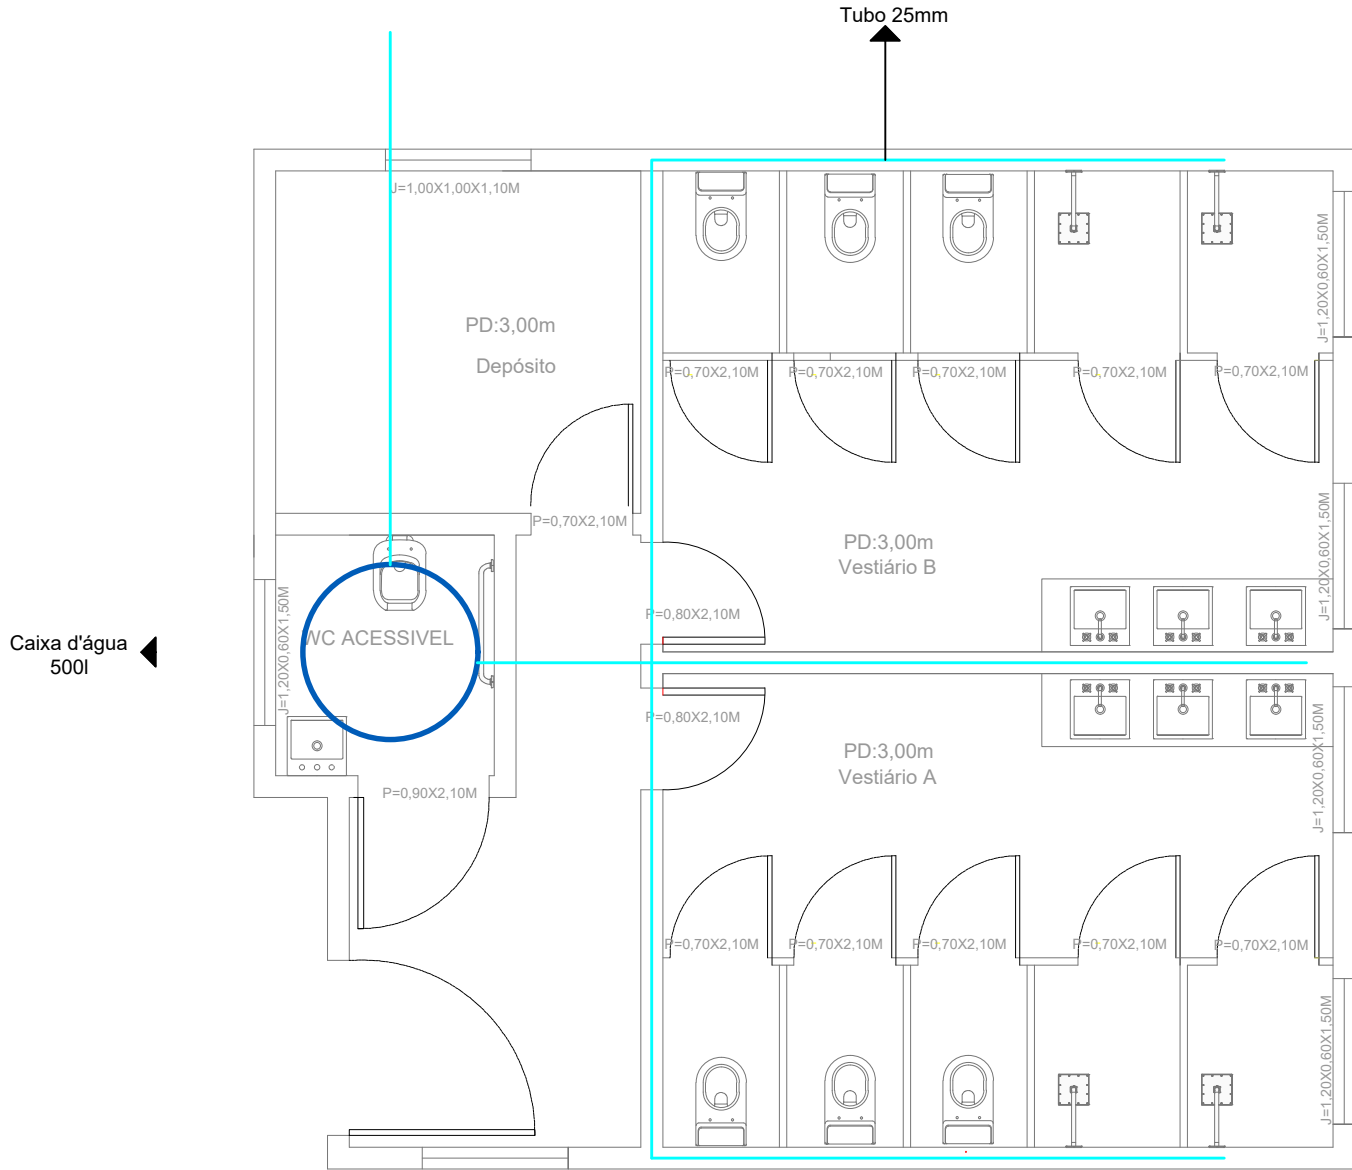 Tubo 25mm
J=1,00X1,00X1,10M
J=1,20X0,60X1,50M
PD:3,00m
Depósito
P=0,70X2,10M
P=0,70X2,10M
P=0,70X2,10M
P=0,70X2,10M
P=0,70X2,10M
P=0,70X2,10M
J=1,20X0,60X1,50M
PD:3,00m
Vestiário B
P=0,80X2,10M
J=1,20X0,60X1,50M
WC ACESSIVEL
Caixa d'água
500l
P=0,80X2,10M
PD:3,00m
Vestiário A
J=1,20X0,60X1,50M
P=0,90X2,10M
P=0,70X2,10M
P=0,70X2,10M
P=0,70X2,10M
P=0,70X2,10M
P=0,70X2,10M
J=1,20X0,60X1,50M